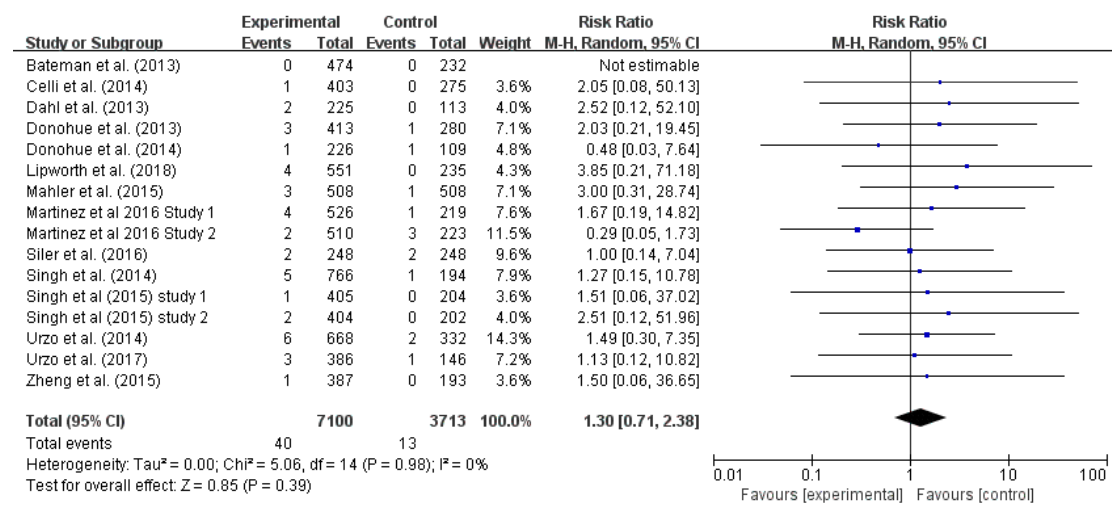 Experimental Control Risk Ratio Risk Ratio
Study or Subgroup Events Total Events Total Weight M-H, Random, 95% CI M-H, Random, 95% CI
Bateman et al. (2013) 0 474 0 232 Not estimable
Celli et al. (2014) 1 403 0 275 3.6% 2.05 [0.08, 50.13]
Dahl et al. (2013) 2 225 0 113 4.0% 2.52 [0.12, 52.10]
Donohue et al. (2013) 3 413 1 280 7.1% 2.03 [0.21, 19.45]
Donohue et al. (2014) 1 226 1 109 4.8% 0.48 [0.03, 7.64]
Lipworth et al. (2018) 4 551 0 235 4.3% 3.85 [0.21, 71.18]
Mahler et al. (2015) 3 508 1 508 7.1% 3.00 [0.31, 28.74]
Martinez et al 2016 Study 1 4 526 1 219 7.6% 1.67 [0.19, 14.82]
Martinez et al 2016 Study 2 2 510 3 223 11.5% 0.29 [0.05, 1.73]
Siler et al. (2016) 2 248 2 248 9.6% 1.00 [0.14, 7.04]
Singh et al. (2014) 5 766 1 194 7.9% 1.27 [0.15, 10.78]
Singh et al (2015) study 1 1 405 0 204 3.6% 1.51 [0.06, 37.02]
Singh et al (2015) study 2 2 404 0 202 4.0% 2.51 [0.12, 51.96]
Urzo et al. (2014) 6 668 2 332 14.3% 1.49 [0.30, 7.35]
Urzo et al. (2017) 3 386 1 146 7.2% 1.13 [0.12, 10.82]
Zheng et al. (2015) 1 387 0 193 3.6% 1.50 [0.06, 36.65]
Total (95% CI) 7100 3713 100.0% 1.30 [0.71, 2.38]
Total events 40 13
Heterogeneity: Tau² = 0.00; Chi² = 5.06, df = 14 (P = 0.98); I² = 0%
Test for overall effect: Z = 0.85 (P = 0.39)
0.01 0.1 1 10 100
Favours [experimental] Favours [control]